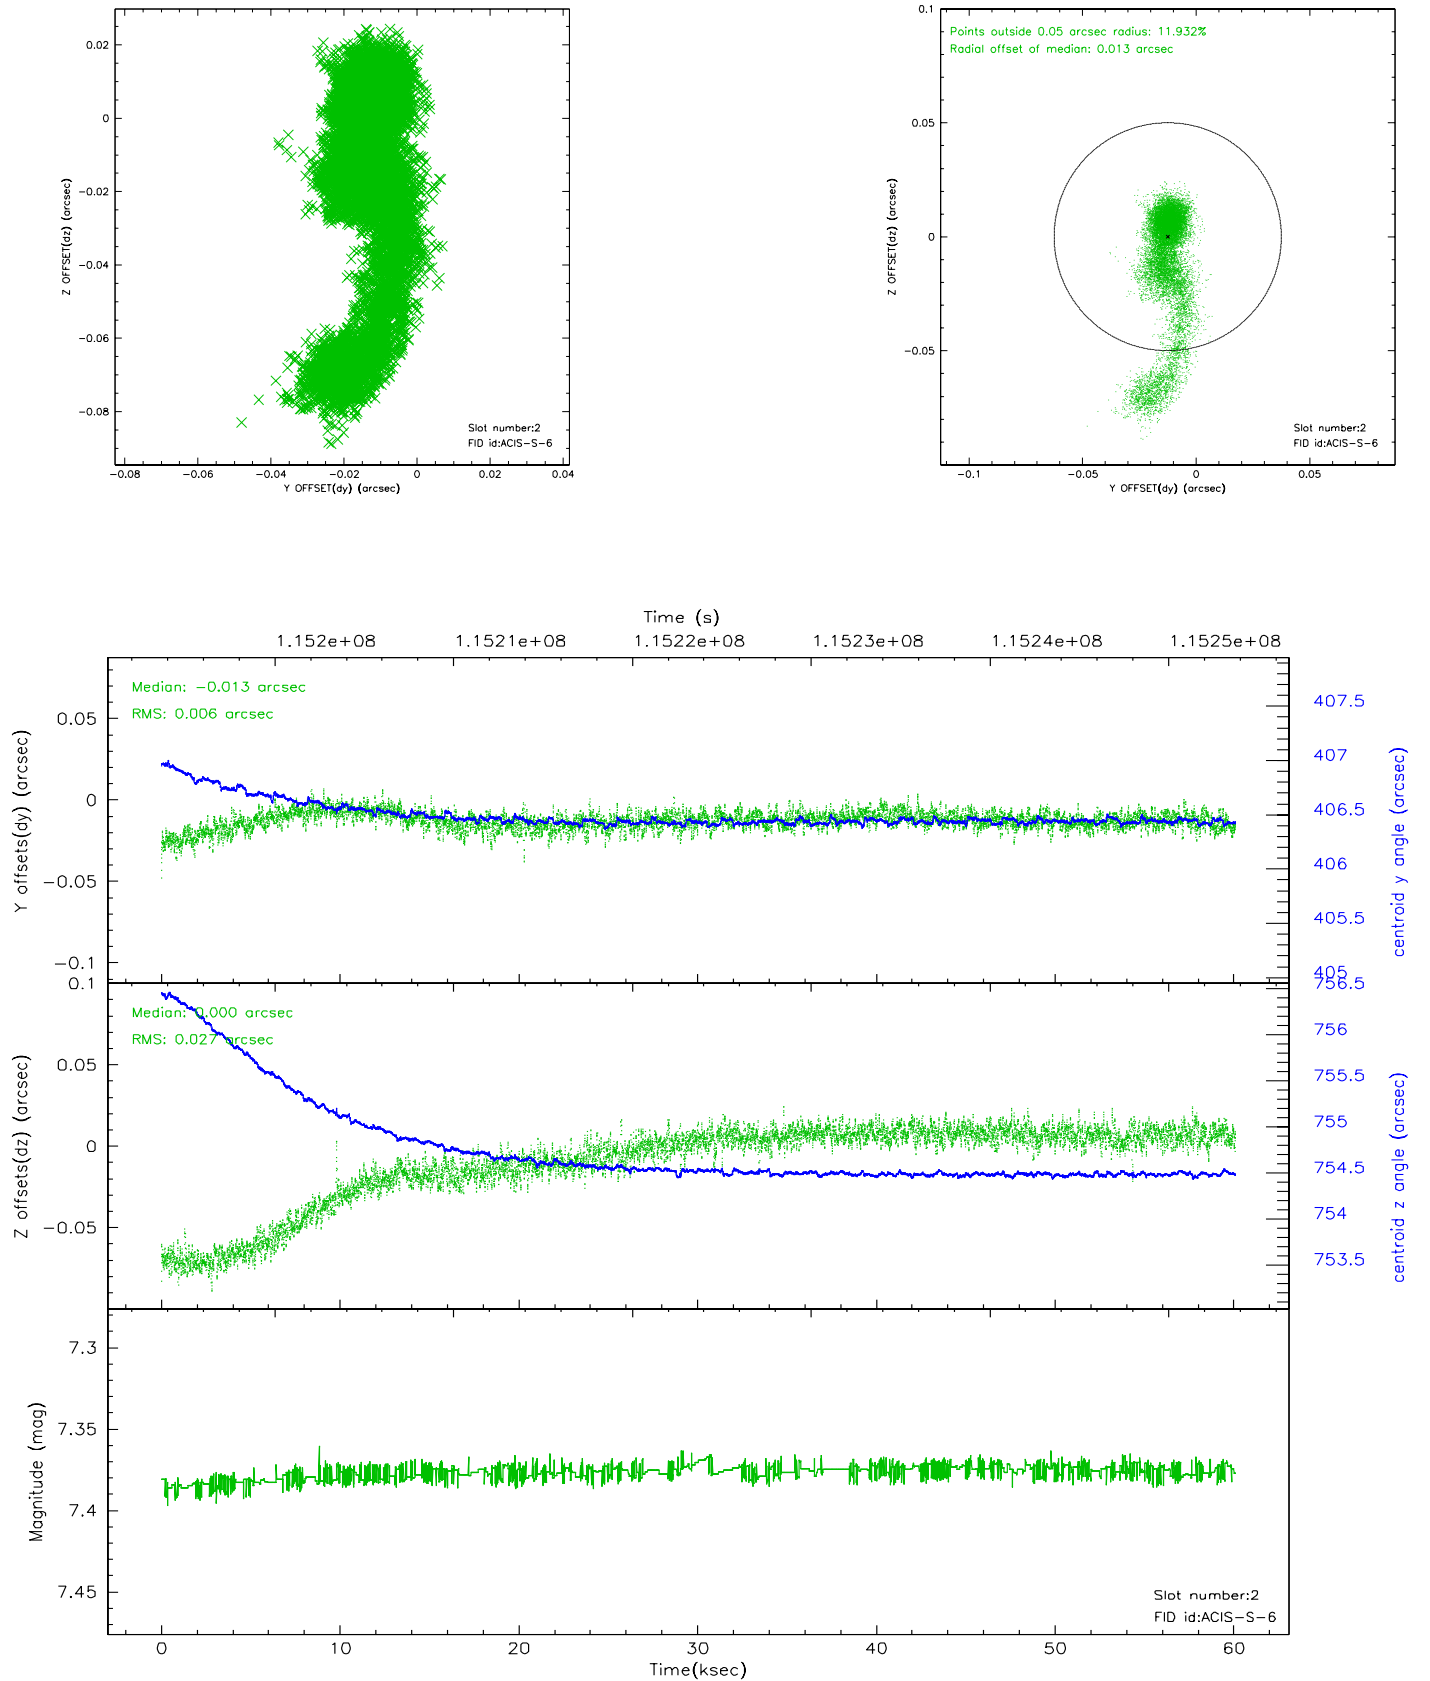 0.02
0
−0.02
−0.04
−0.06
−0.08
Z OFFSET(dz) (arcsec)
−0.08 −0.06 −0.04 −0.02 0 0.02 0.04
Y OFFSET(dy) (arcsec)
Slot number:2
FID id:ACIS−S−6
0.1
0.05
0
−0.05
Z OFFSET(dz) (arcsec)
Points outside 0.05 arcsec radius: 11.932%
Radial offset of median: 0.013 arcsec
Slot number:2
FID id:ACIS−S−6
−0.1 −0.05 0 0.05
Y OFFSET(dy) (arcsec)
Time (s)
1.152e+08 1.1521e+08 1.1522e+08 1.1523e+08 1.1524e+08 1.1525e+08
Median: −0.013 arcsec
RMS: 0.006 arcsec
0.05
0
−0.05
−0.1
Y offsets(dy) (arcsec)
407.5
407
406.5
406
405.5
405
centroid y angle (arcsec)
0.1
0.05
0
−0.05
Z offsets(dz) (arcsec)
Median: 0.000 arcsec
RMS: 0.027 arcsec
756.5
756
755.5
755
754.5
754
753.5
centroid z angle (arcsec)
7.3
7.35
7.4
7.45
Magnitude (mag)
Slot number:2
FID id:ACIS−S−6
0 10 20 30 40 50 60
Time(ksec)